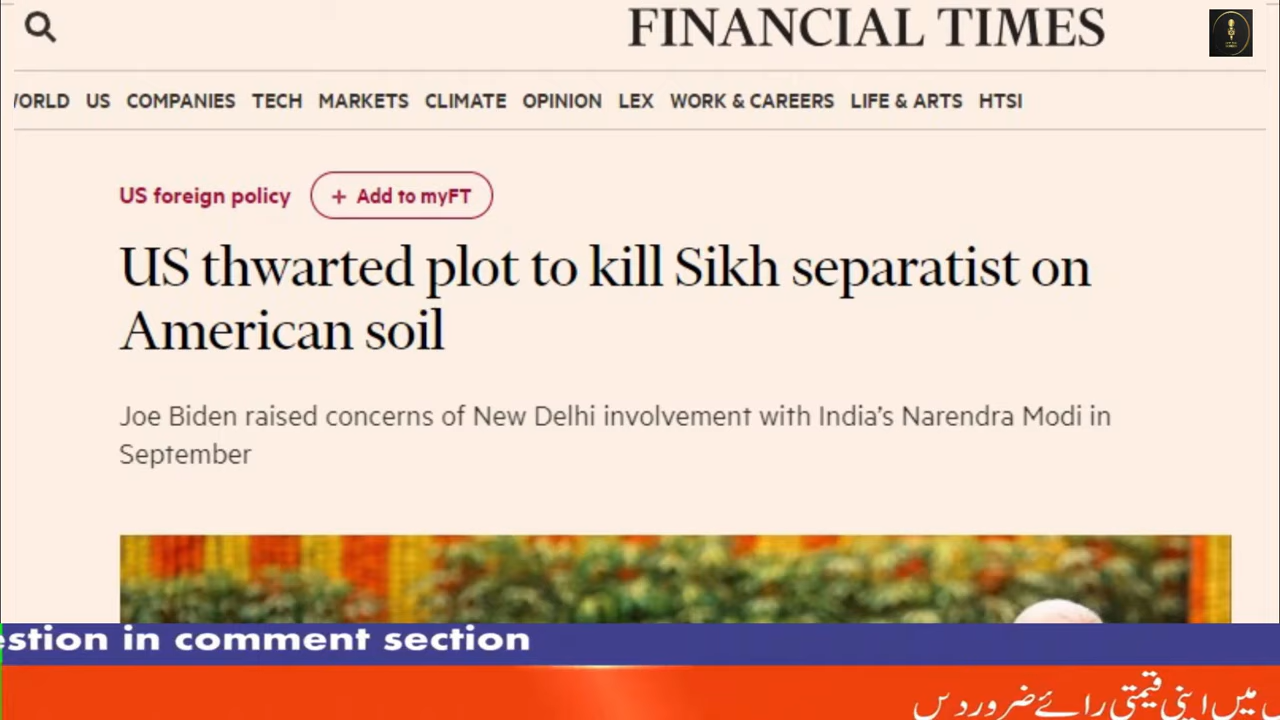 FINANCIAL TIMES
WORLD US COMPANIES TECH MARKETS CLIMATE OPINION LEX WORK & CAREERS LIFE & ARTS HTSI
US foreign policy + Add to myFT
US thwarted plot to kill Sikh separatist on
American soil
Joe Biden raised concerns of New Delhi involvement with India’s Narendra Modi in
September
estion in comment section
میں اپنی قیمتی رائے ضرور دیں